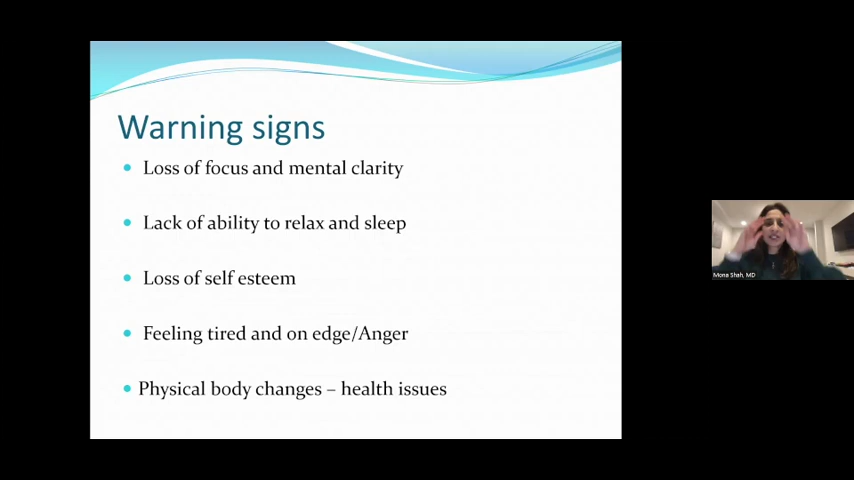 Warning signs
Loss of focus and mental clarity
Lack of ability to relax and sleep
Loss of self esteem
Feeling tired and on edge/Anger
Physical body changes – health issues
Mona Shah, MD